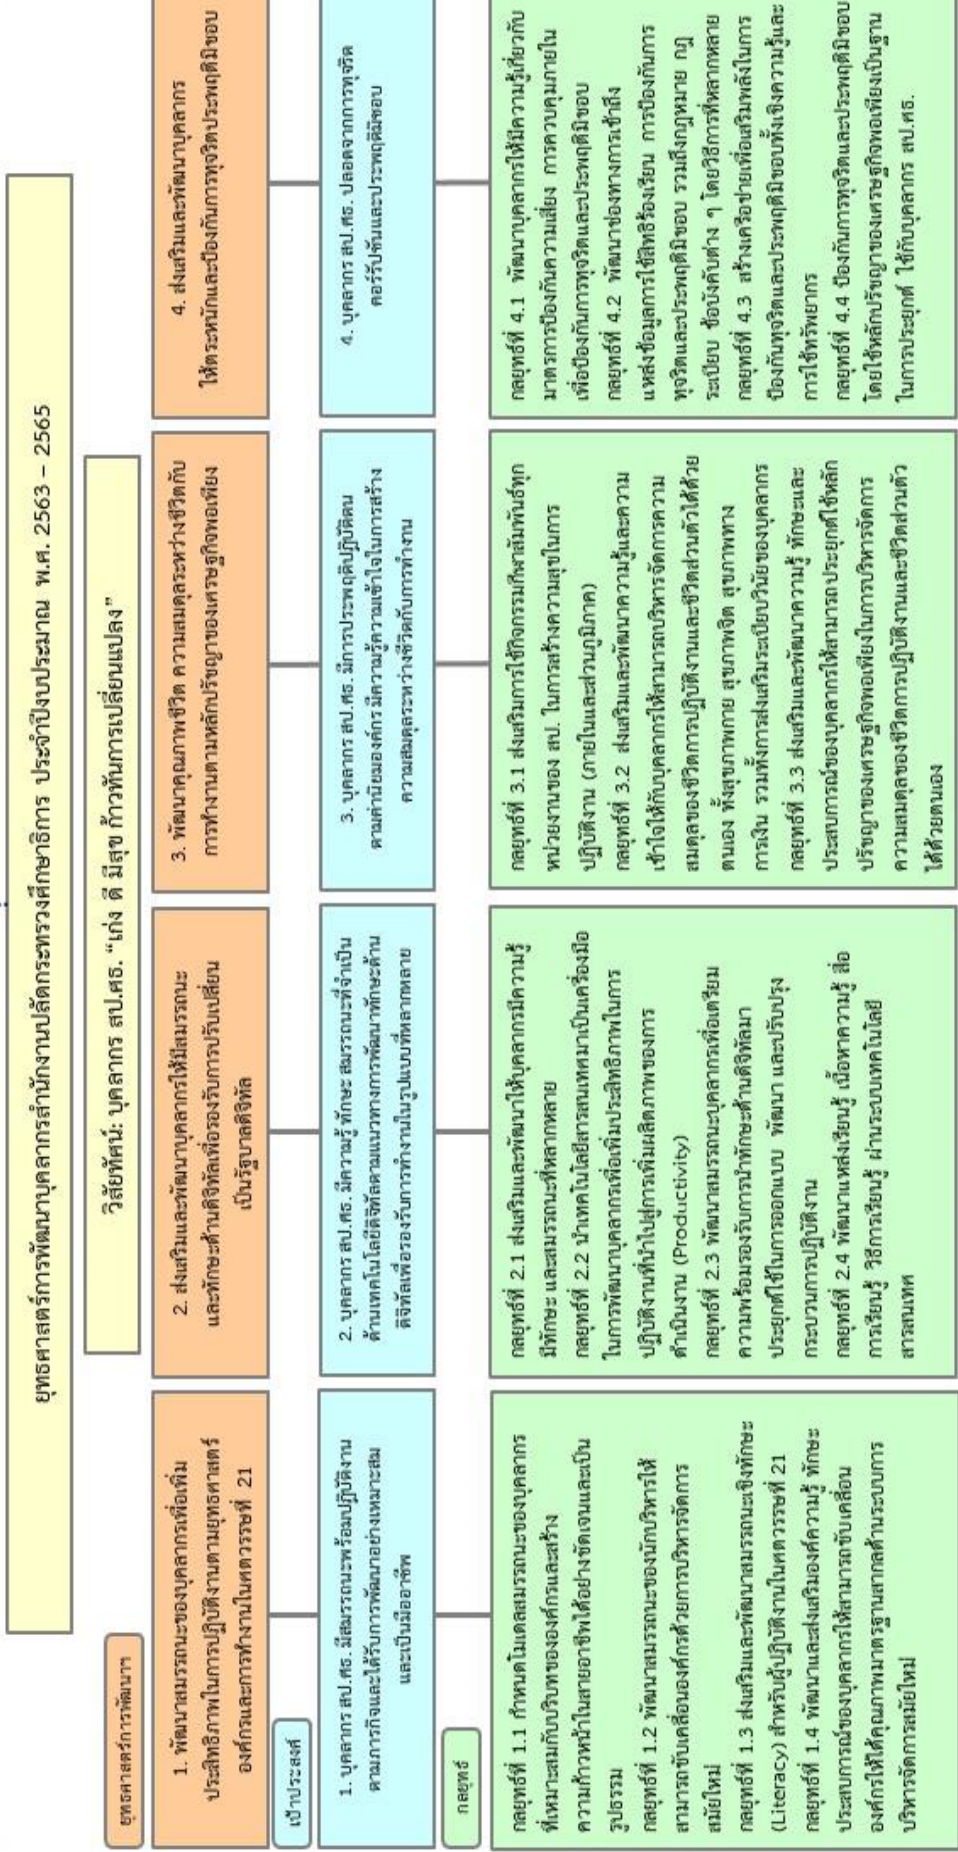 ยุทธศาสตร์การพัฒนาบุคลากรสำนักงานปลัดกระทรวงศึกษาธิการ ประจำปีงบประมาณ พ.ศ. 2563 – 2565
วิสัยทัศน์: บุคลากร สป.ศธ. “เก่ง ดี มีสุข ก้าวทันการเปลี่ยนแปลง”
ยุทธศาสตร์การพัฒนาฯ
1. พัฒนาสมรรถนะของบุคลากรเพื่อเพิ่ม
ประสิทธิภาพในการปฏิบัติงานตามยุทธศาสตร์
องค์กรและการทำงานในศตวรรษที่ 21
2. ส่งเสริมและพัฒนาบุคลากรให้มีสมรรถนะ
และทักษะด้านดิจิทัลเพื่อรองรับการปรับเปลี่ยน
เป็นรัฐบาลดิจิทัล
3. พัฒนาคุณภาพชีวิต ความสมดุลระหว่างชีวิตกับ
การทำงานตามหลักปรัชญาของเศรษฐกิจพอเพียง
4. ส่งเสริมและพัฒนาบุคลากร
ให้ตระหนักและป้องกันการทุจริตประพฤติมิชอบ
เป้าประสงค์
1. บุคลากร สป.ศธ. มีสมรรถนะพร้อมปฏิบัติงาน
ตามภารกิจและได้รับการพัฒนาอย่างเหมาะสม
และเป็นมืออาชีพ
2. บุคลากร สป.ศธ. มีความรู้ ทักษะ สมรรถนะที่จำเป็น
ด้านเทคโนโลยีดิจิทัลตามแนวทางการพัฒนาทักษะด้าน
ดิจิทัลเพื่อรองรับการทำงานในรูปแบบที่หลากหลาย
3. บุคลากร สป.ศธ. มีการประพฤติปฏิบัติตน
ตามค่านิยมองค์กร มีความรู้ความเข้าใจในการสร้าง
ความสมดุลระหว่างชีวิตกับการทำงาน
4. บุคลากร สป.ศธ. ปลอดจากการทุจริต
คอร์รัปชันและประพฤติมิชอบ
กลยุทธ์
กลยุทธ์ที่ 1.1 กำหนดโมเดลสมรรถนะของบุคลากร
ที่เหมาะสมกับบริบทขององค์กรและสร้าง
ความก้าวหน้าในสายอาชีพได้อย่างชัดเจนและเป็น
รูปธรรม
กลยุทธ์ที่ 1.2 พัฒนาสมรรถนะของนักบริหารให้
สามารถขับเคลื่อนองค์กรด้วยการบริหารจัดการ
สมัยใหม่
กลยุทธ์ที่ 1.3 ส่งเสริมและพัฒนาสมรรถนะเชิงทักษะ
(Literacy) สำหรับผู้ปฏิบัติงานในศตวรรษที่ 21
กลยุทธ์ที่ 1.4 พัฒนาและส่งเสริมองค์ความรู้ ทักษะ
ประสบการณ์ของบุคลากรให้สามารถขับเคลื่อน
องค์กรให้ได้คุณภาพมาตรฐานสากลด้านระบบการ
บริหารจัดการสมัยใหม่
กลยุทธ์ที่ 2.1 ส่งเสริมและพัฒนาให้บุคลากรมีความรู้
มีทักษะ และสมรรถนะที่หลากหลาย
กลยุทธ์ที่ 2.2 นำเทคโนโลยีสารสนเทศมาเป็นเครื่องมือ
ในการพัฒนาบุคลากรเพื่อเพิ่มประสิทธิภาพในการ
ปฏิบัติงานที่นำไปสู่การเพิ่มผลิตภาพของการ
ดำเนินงาน (Productivity)
กลยุทธ์ที่ 2.3 พัฒนาสมรรถนะบุคลากรเพื่อเตรียม
ความพร้อมรองรับการนำทักษะด้านดิจิทัลมา
ประยุกต์ใช้ในการออกแบบ พัฒนา และปรับปรุง
กระบวนการปฏิบัติงาน
กลยุทธ์ที่ 2.4 พัฒนาแหล่งเรียนรู้ เนื้อหาความรู้ สื่อ
การเรียนรู้ วิธีการเรียนรู้ ผ่านระบบเทคโนโลยี
สารสนเทศ
กลยุทธ์ที่ 3.1 ส่งเสริมการใช้กิจกรรมกีฬาสัมพันธ์ทุก
หน่วยงานของ สป. ในการสร้างความสุขในการ
ปฏิบัติงาน (ภายในและส่วนภูมิภาค)
กลยุทธ์ที่ 3.2 ส่งเสริมและพัฒนาความรู้และความ
เข้าใจให้กับบุคลากรให้สามารถบริหารจัดการความ
สมดุลของชีวิตการปฏิบัติงานและชีวิตส่วนตัวได้ด้วย
ตนเอง ทั้งสุขภาพกาย สุขภาพจิต สุขภาพทาง
การเงิน รวมทั้งการส่งเสริมระเบียบวินัยของบุคลากร
กลยุทธ์ที่ 3.3 ส่งเสริมและพัฒนาความรู้ ทักษะและ
ประสบการณ์ของบุคลากรให้สามารถประยุกต์ใช้หลัก
ปรัชญาของเศรษฐกิจพอเพียงในการบริหารจัดการ
ความสมดุลของชีวิตการปฏิบัติงานและชีวิตส่วนตัว
ได้ด้วยตนเอง
กลยุทธ์ที่ 4.1 พัฒนาบุคลากรให้มีความรู้เกี่ยวกับ
มาตรการป้องกันความเสี่ยง การควบคุมภายใน
เพื่อป้องกันการทุจริตและประพฤติมิชอบ
กลยุทธ์ที่ 4.2 พัฒนาช่องทางการเข้าถึง
แหล่งข้อมูลการใช้สิทธิร้องเรียน การป้องกันการ
ทุจริตและประพฤติมิชอบ รวมถึงกฎหมาย กฎ
ระเบียบ ข้อบังคับต่าง ๆ โดยวิธีการที่หลากหลาย
กลยุทธ์ที่ 4.3 สร้างเครือข่ายเพื่อเสริมพลังในการ
ป้องกันทุจริตและประพฤติมิชอบทั้งเชิงความรู้และ
การใช้ทรัพยากร
กลยุทธ์ที่ 4.4 ป้องกันการทุจริตและประพฤติมิชอบ
โดยใช้หลักปรัชญาของเศรษฐกิจพอเพียงเป็นฐาน
ในการประยุกต์ ใช้กับบุคลากร สป.ศธ.